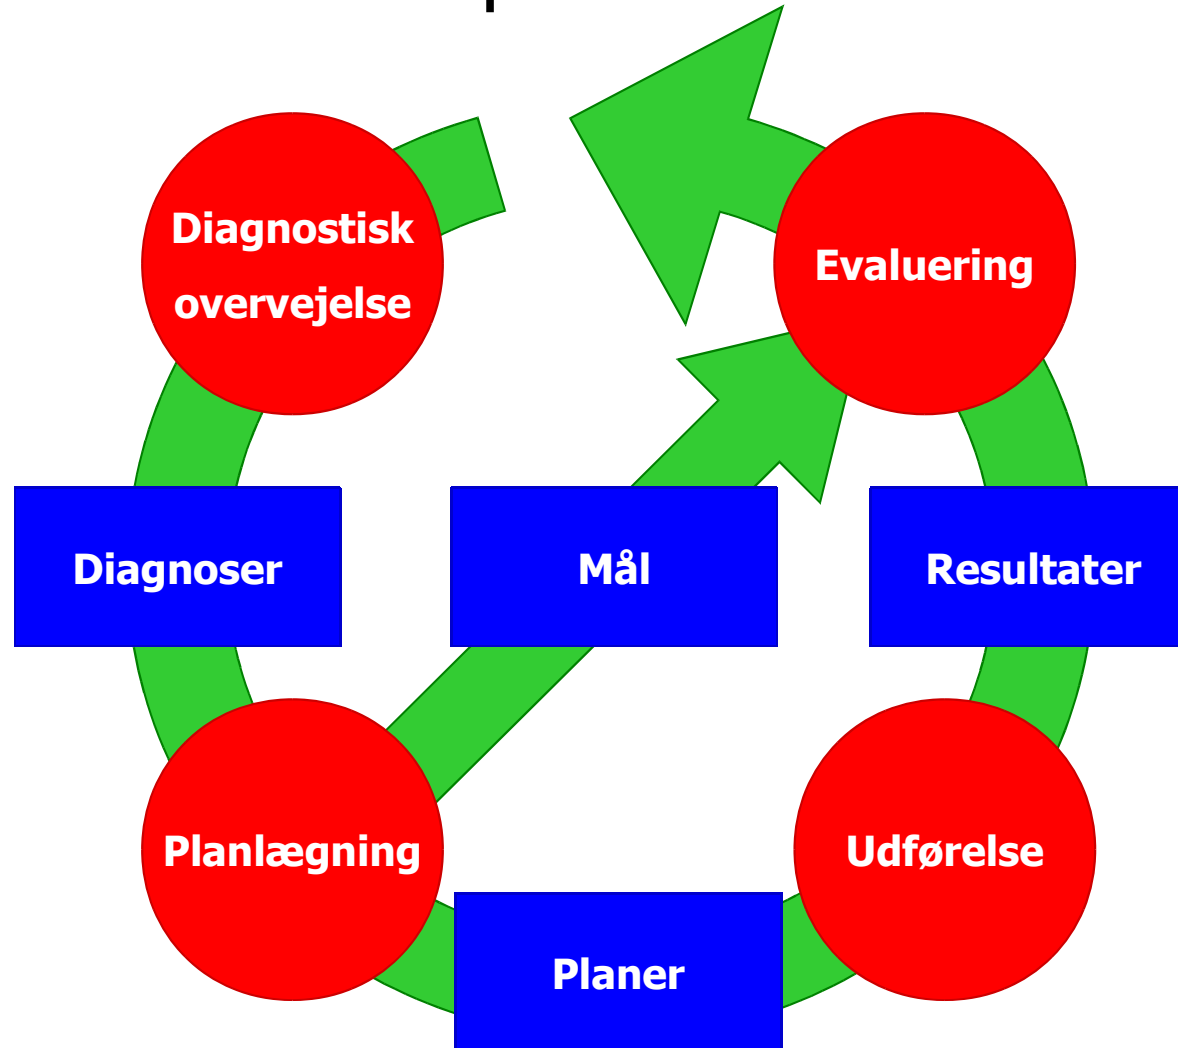 Diagnostisk
overvejelse
Evaluering
Diagnoser
Mål
Resultater
Planlægning
Udførelse
Planer